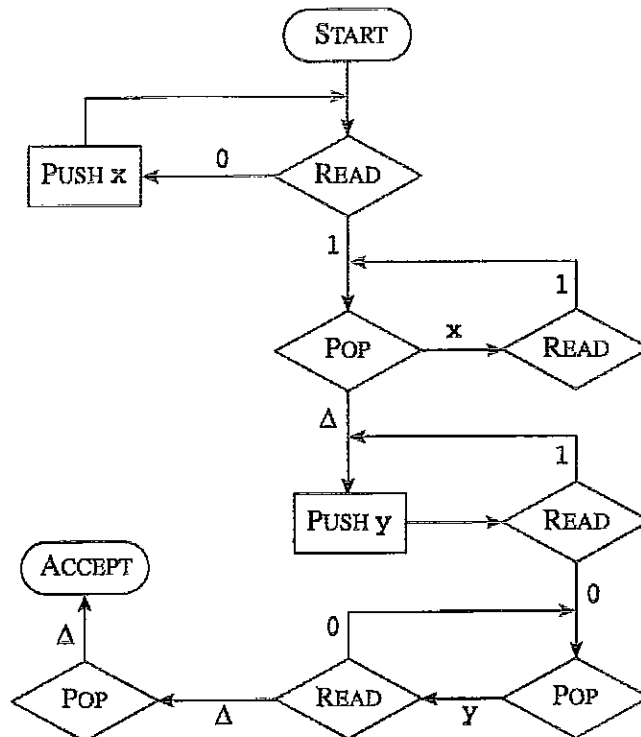 START
0
PUSH x
READ
1
1
POP
x
READ
Δ
1
PUSH y
READ
ACCEPT
0
0
Δ
POP
Δ
READ
y
POP